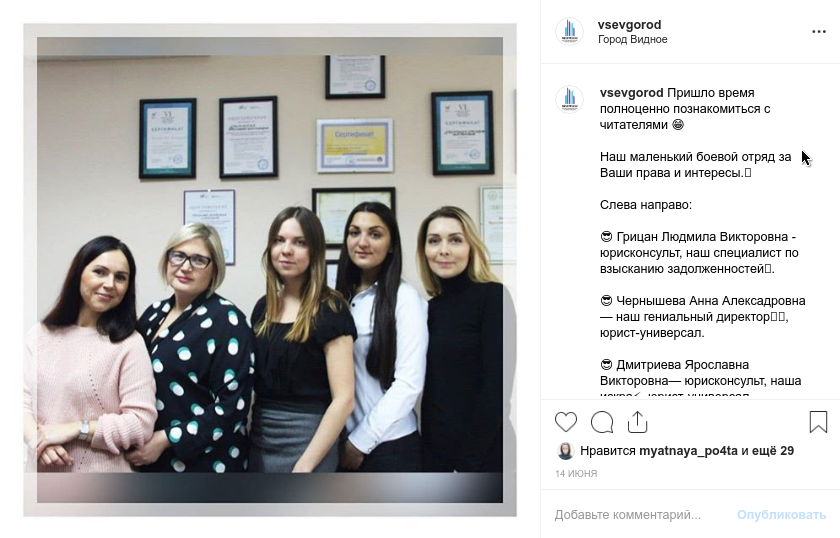 СЕРТИФИКАТ
Сертификат
vsevgorod
Город Видное
vsevgorod Пришло время
полноценно познакомиться с
читателями 😁
Наш маленький боевой отряд за
Ваши права и интересы.
Слева направо:
😎 Грицан Людмила Викторовна -
юрисконсульт, наш специалист по
взысканию задолженностей.
😎 Чернышева Анна Алексадровна
— наш гениальный директор,
юрист-универсал.
😎 Дмитриева Ярославна
Викторовна— юрисконсульт, наша
Нравится myatnaya_po4ta и ещё 29
14 ИЮНЯ
Добавьте комментарий... Опубликовать